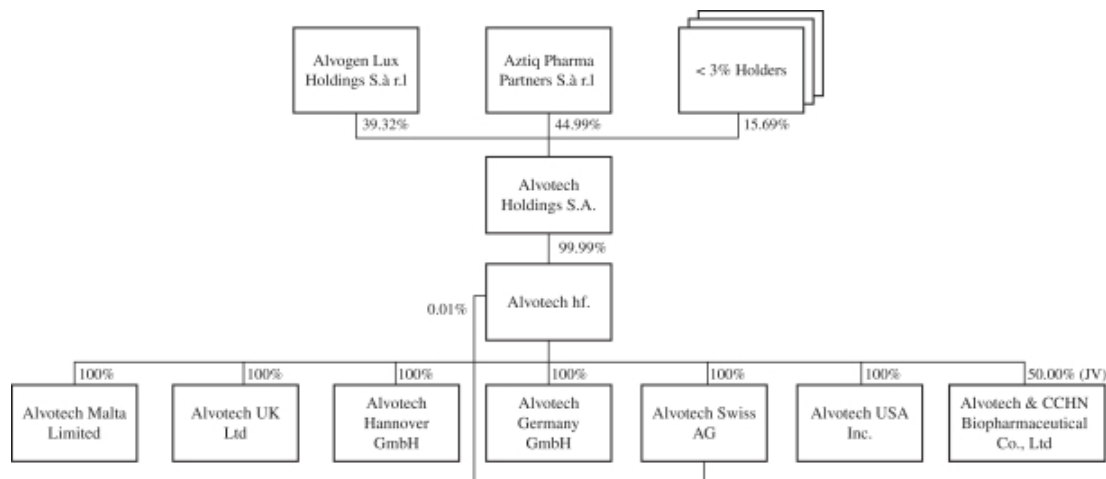 Alvogen Lux
Holdings S.à r.l
Aztiq Pharma
Partners S.à r.l
< 3% Holders
39.32%
44.99%
15.69%
Alvotech
Holdings S.A.
99.99%
Alvotech hf.
0.01%
100%
100%
100%
100%
100%
100%
50.00% (JV)
Alvotech Malta
Limited
Alvotech UK
Ltd
Alvotech
Hannover
GmbH
Alvotech
Germany
GmbH
Alvotech Swiss
AG
Alvotech USA
Inc.
Alvotech & CCHN
Biopharmaceutical
Co., Ltd